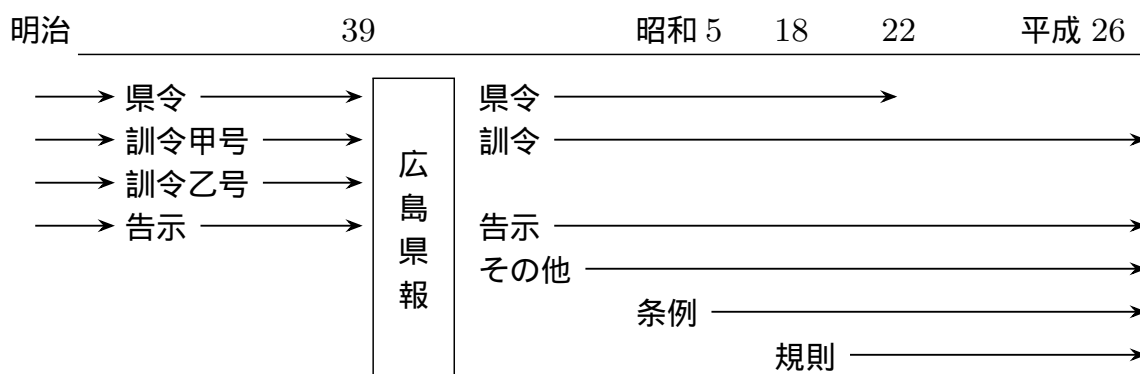 明治 39 昭和 5 18 22 平成 26
県令 県令
訓令甲号 訓令
訓令乙号
告示 告示
その他
条例
規則
広島県報